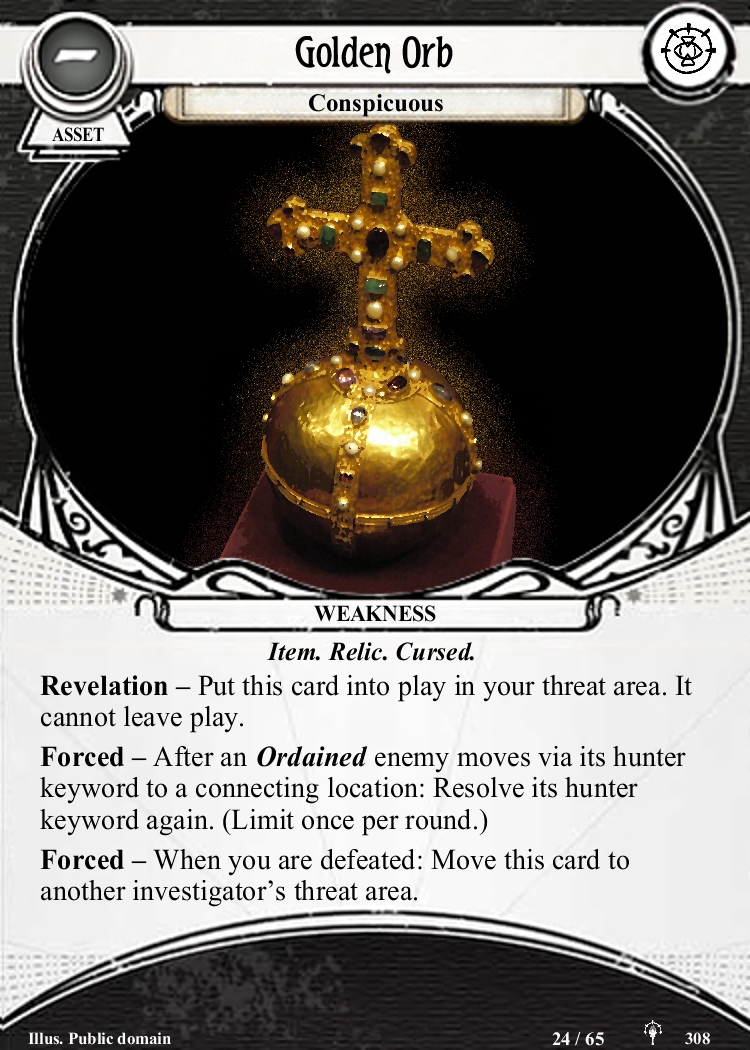 Golden Orb
Conspicuous
ASSET
WEAKNESS
Item. Relic. Cursed.
Revelation – Put this card into play in your threat area. It
cannot leave play.
Forced – After an Ordained enemy moves via its hunter
keyword to a connecting location: Resolve its hunter
keyword again. (Limit once per round.)
Forced – When you are defeated: Move this card to
another investigator’s threat area.
Illus. Public domain
24 / 65
308